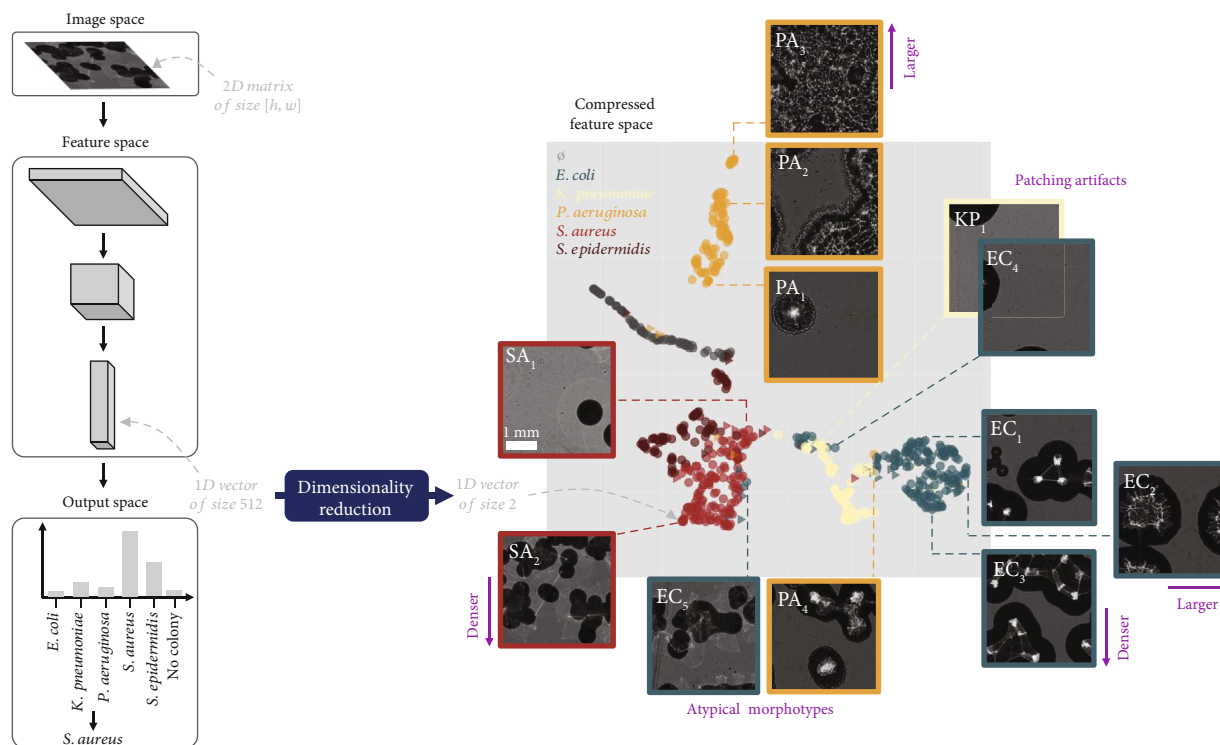 Image space
2D matrix
of size [h, w]
Feature space
1D vector
of size 512
Output space
E. coli
K. pneumoniae
P. aeruginosa
S. aureus
S. epidermidis
No colony
S. aureus
Dimensionality
reduction
1D vector
of size 2
Compressed
feature space
ø
E. coli
K. pneumoniae
P. aeruginosa
S. aureus
S. epidermidis
PA3
Larger
PA2
PA1
Patching artifacts
KP1
EC4
SA1
1 mm
SA2
Denser
EC5
PA4
Atypical morphotypes
EC1
EC2
Larger
EC3
Denser